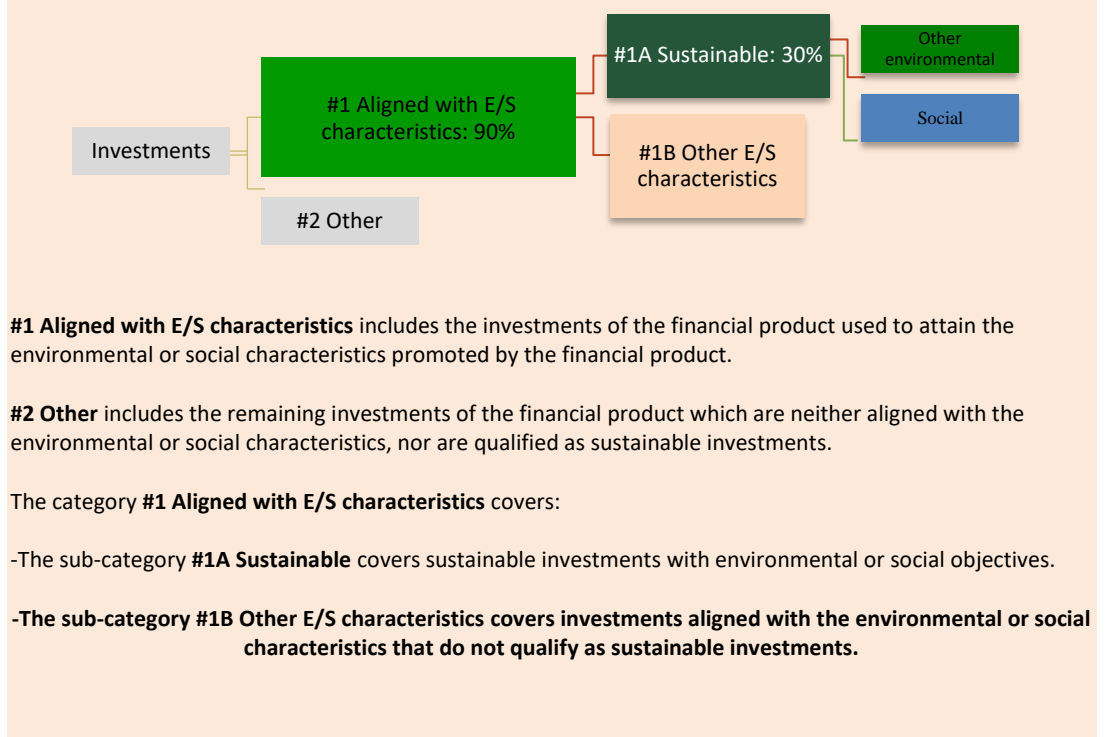 Investments
#1 Aligned with E/S
characteristics: 90%
#2 Other
#1A Sustainable: 30%
#1B Other E/S
characteristics
Other
environmental
Social
#1 Aligned with E/S characteristics includes the investments of the financial product used to attain the
environmental or social characteristics promoted by the financial product.
#2 Other includes the remaining investments of the financial product which are neither aligned with the
environmental or social characteristics, nor are qualified as sustainable investments.
The category #1 Aligned with E/S characteristics covers:
-The sub-category #1A Sustainable covers sustainable investments with environmental or social objectives.
-The sub-category #1B Other E/S characteristics covers investments aligned with the environmental or social
characteristics that do not qualify as sustainable investments.